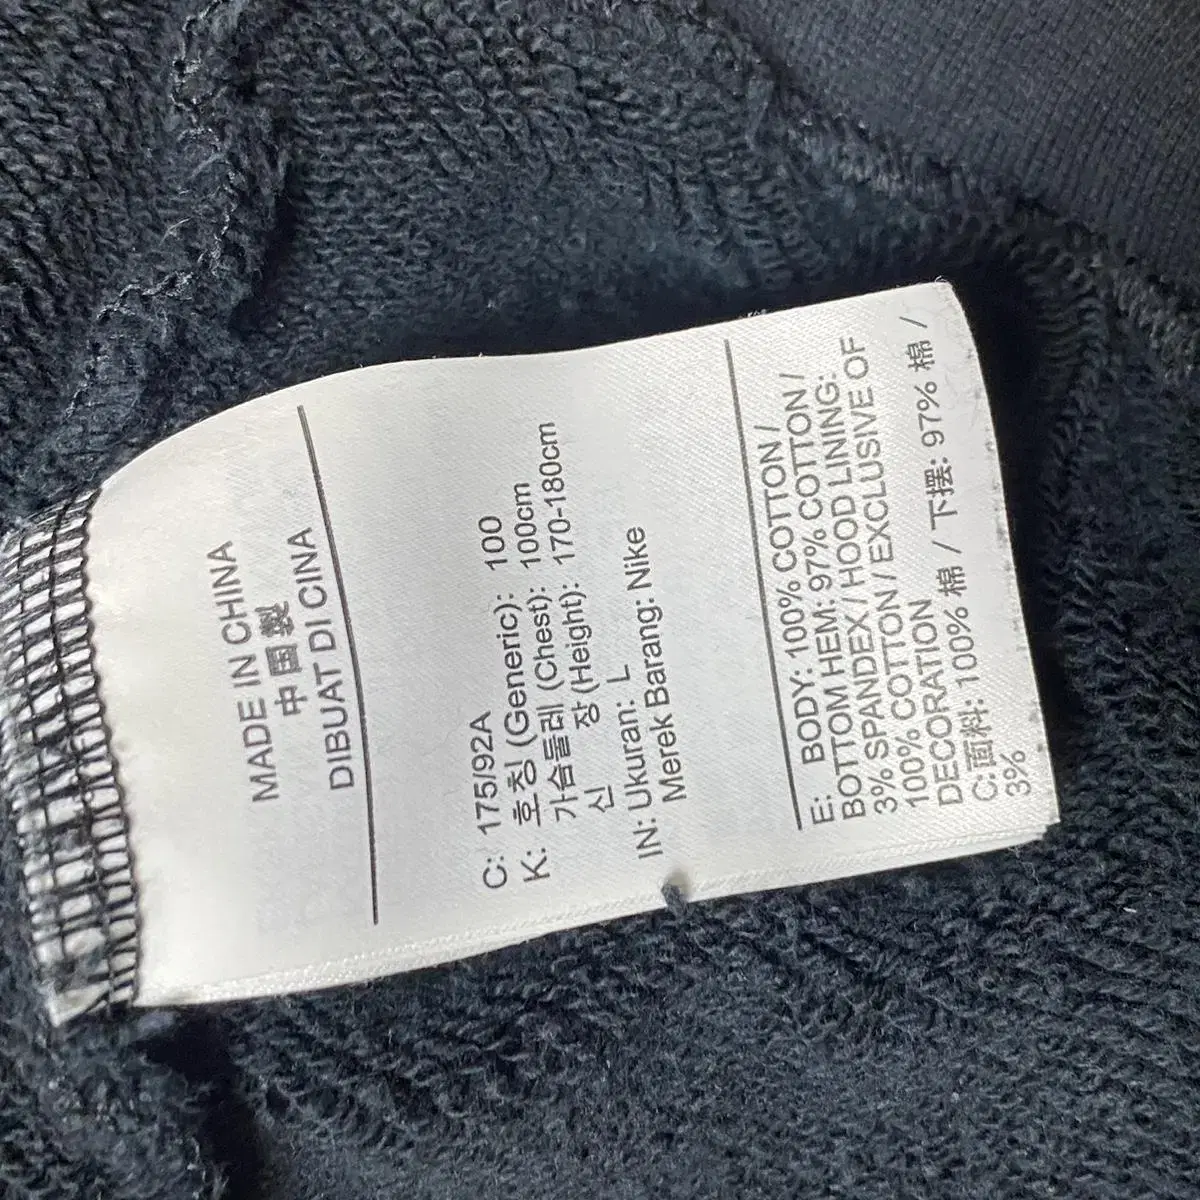 MADE IN CHINA
中国製
DIBUAT DI CINA
C: 175/92A
K: 호칭 (Generic): 100
가슴둘레 (Chest): 100cm
신장 (Height): 170-180cm
IN: Ukuran: L
Merek Barang: Nike
E: BODY: 100% COTTON /
BOTTOM HEM: 97% COTTON /
3% SPANDEX / HOOD LINING:
100% COTTON / EXCLUSIVE OF
DECORATION
C: 面料: 100% 棉 / 下摆: 97% 棉 /
3%